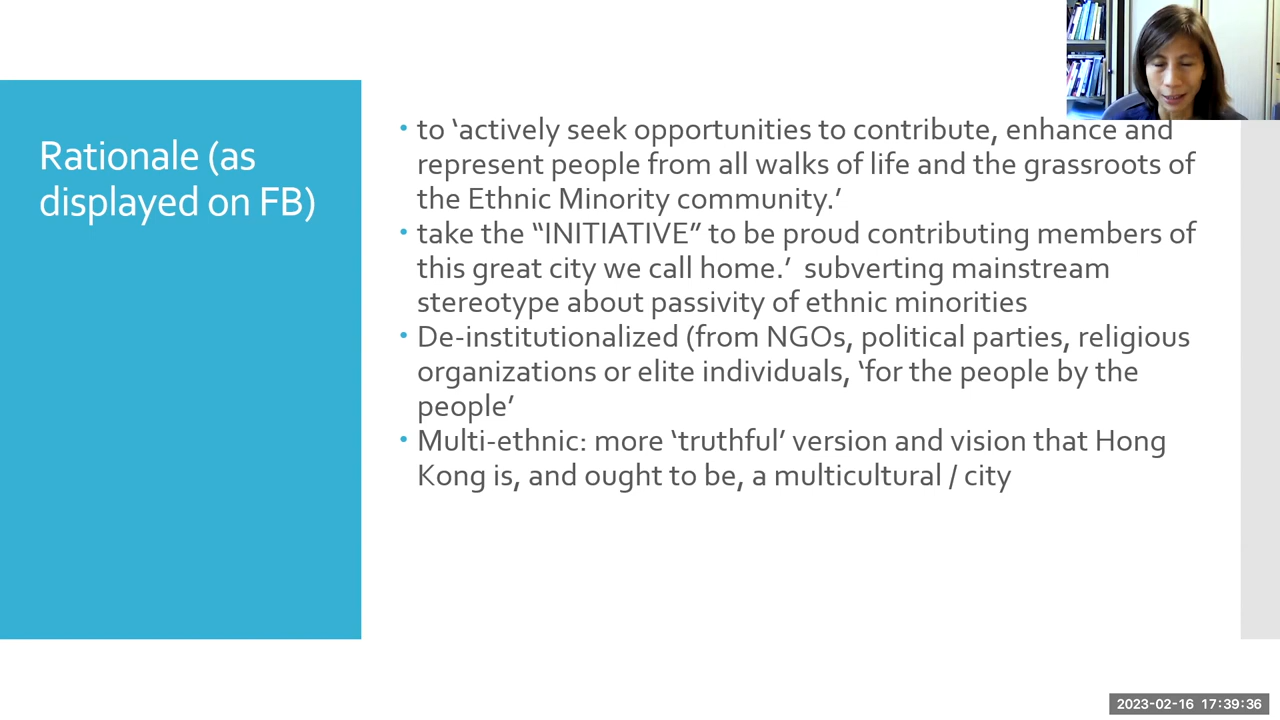 Rationale (as
displayed on FB)
• to ‘actively seek opportunities to contribute, enhance and
represent people from all walks of life and the grassroots of
the Ethnic Minority community.’
• take the “INITIATIVE” to be proud contributing members of
this great city we call home.’ subverting mainstream
stereotype about passivity of ethnic minorities
• De-institutionalized (from NGOs, political parties, religious
organizations or elite individuals, ‘for the people by the
people’
• Multi-ethnic: more ‘truthful’ version and vision that Hong
Kong is, and ought to be, a multicultural / city
2023-02-16 17:39:36